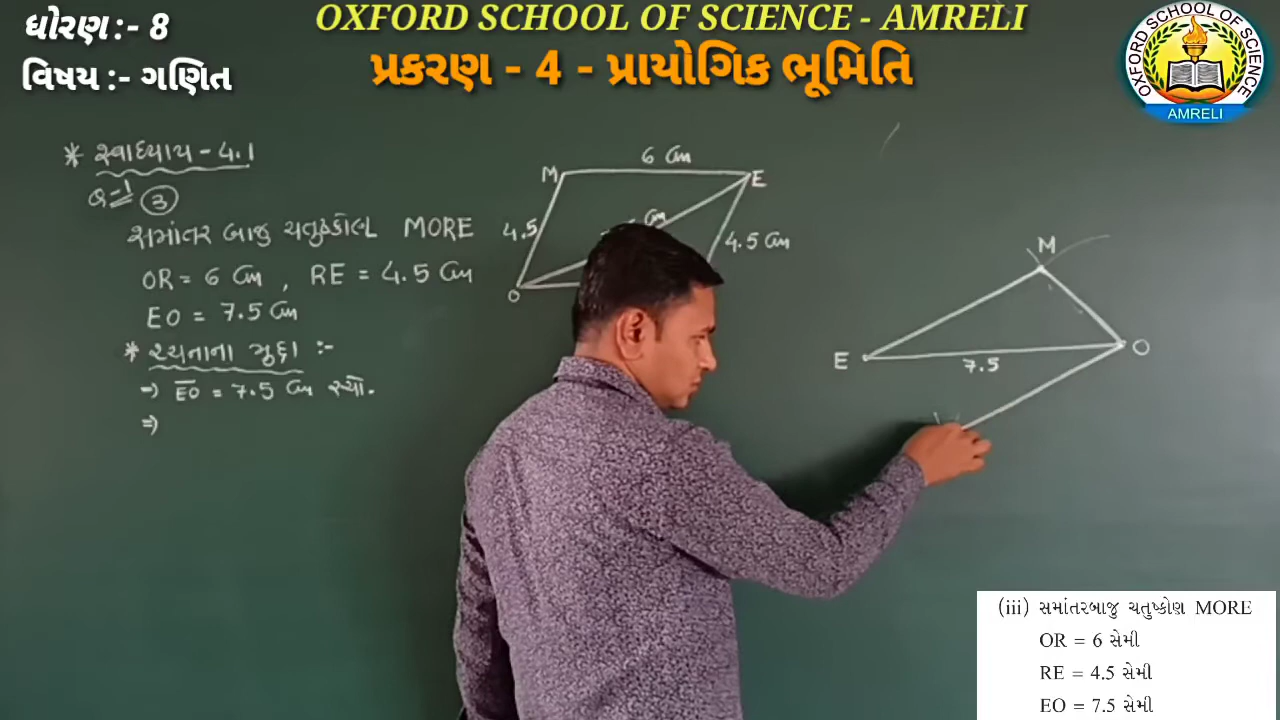 ધોરણ :- 8
વિષય :- ગણિત
OXFORD SCHOOL OF SCIENCE - AMRELI
પ્રકરણ - 4 - પ્રાયોગિક ભૂમિતિ
OXFORD SCHOOL OF SCIENCE
AMRELI
* સ્વાધ્યાય - 4.1
Q-1 (3)
સમાંતર બાજુ ચતુષ્કોણ MORE
OR = 6 Cm , RE = 4.5 Cm
EO = 7.5 Cm
* રચનાના મુદ્દા :-
→ EO = 7.5 Cm રચો.
⇒
M 6 Cm E
4.5
Cm
4.5 Cm
O
M
E 7.5 O
(iii) સમાંતરબાજુ ચતુષ્કોણ MORE
OR = 6 સેમી
RE = 4.5 સેમી
EO = 7.5 સેમી